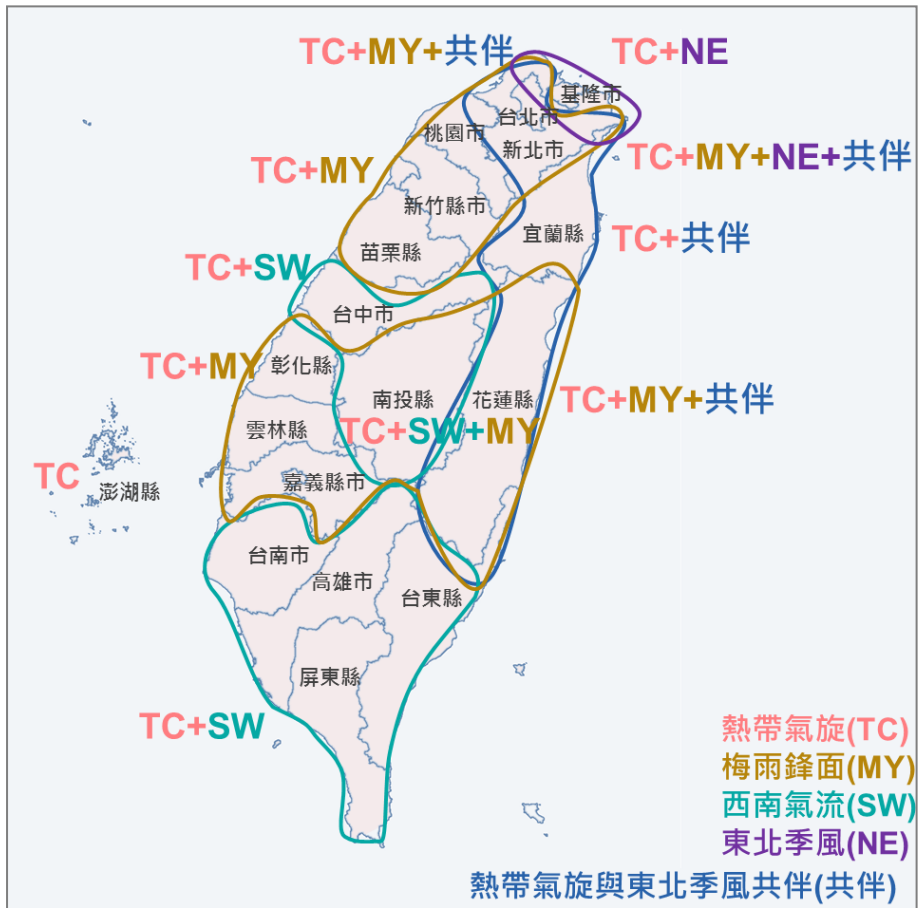 TC+MY+共伴
TC+NE
基隆市
台北市
桃園市
新北市
TC+MY
TC+MY+NE+共伴
新竹縣市
宜蘭縣
TC+共伴
苗栗縣
TC+SW
台中市
TC+MY
彰化縣
南投縣
花蓮縣
TC+MY+共伴
雲林縣
TC+SW+MY
TC
澎湖縣
嘉義縣市
台南市
高雄市
台東縣
屏東縣
TC+SW
熱帶氣旋(TC)
梅雨鋒面(MY)
西南氣流(SW)
東北季風(NE)
熱帶氣旋與東北季風共伴(共伴)